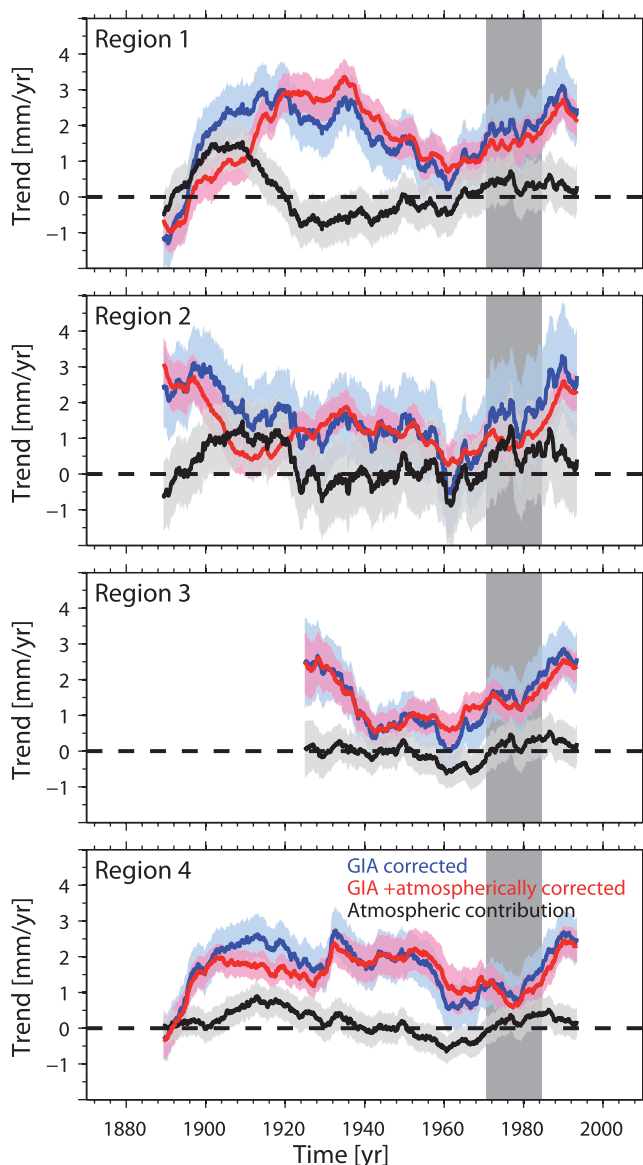 Region 1
4
3
2
1
0
−1
Trend [mm/yr]
Region 2
4
3
2
1
0
−1
Trend [mm/yr]
Region 3
4
3
2
1
0
−1
Trend [mm/yr]
Region 4
GIA corrected
GIA +atmospherically corrected
Atmospheric contribution
4
3
2
1
0
−1
Trend [mm/yr]
1880 1900 1920 1940 1960 1980 2000
Time [yr]